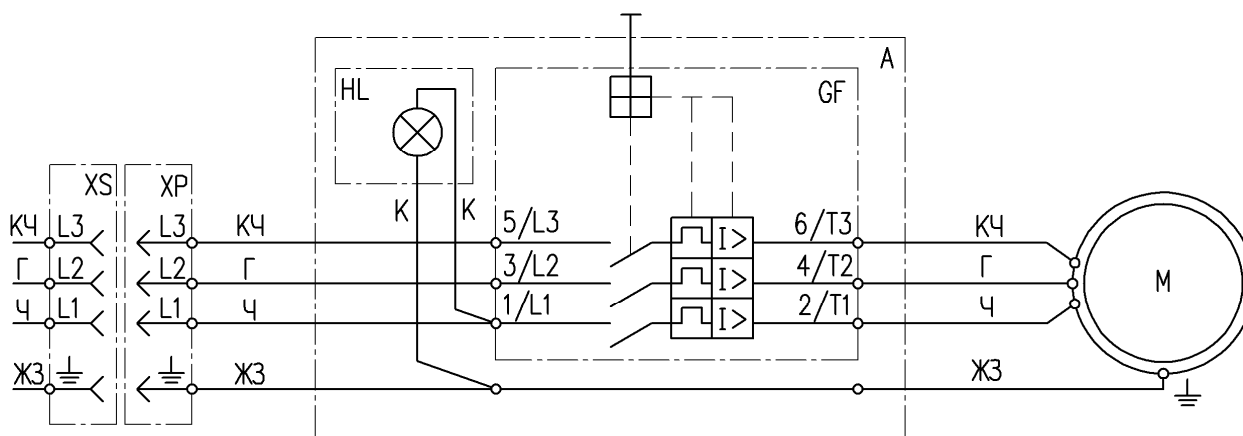 A
HL
GF
XS
XP
К
К
КЧ
L3
L3
КЧ
5/L3
I>
6/T3
КЧ
Г
L2
L2
Г
3/L2
I>
4/T2
Г
M
Ч
L1
L1
Ч
1/L1
I>
2/T1
Ч
ЖЗ
ЖЗ
ЖЗ